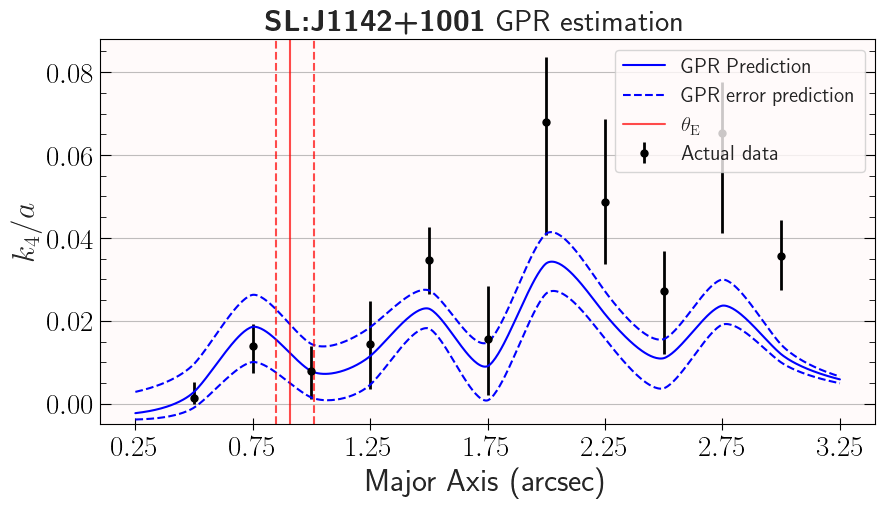 SL:J1142+1001 GPR estimation
k₄/a
0.08
0.06
0.04
0.02
0.00
GPR Prediction
GPR error prediction
θ_E
Actual data
0.25 0.75 1.25 1.75 2.25 2.75 3.25
Major Axis (arcsec)